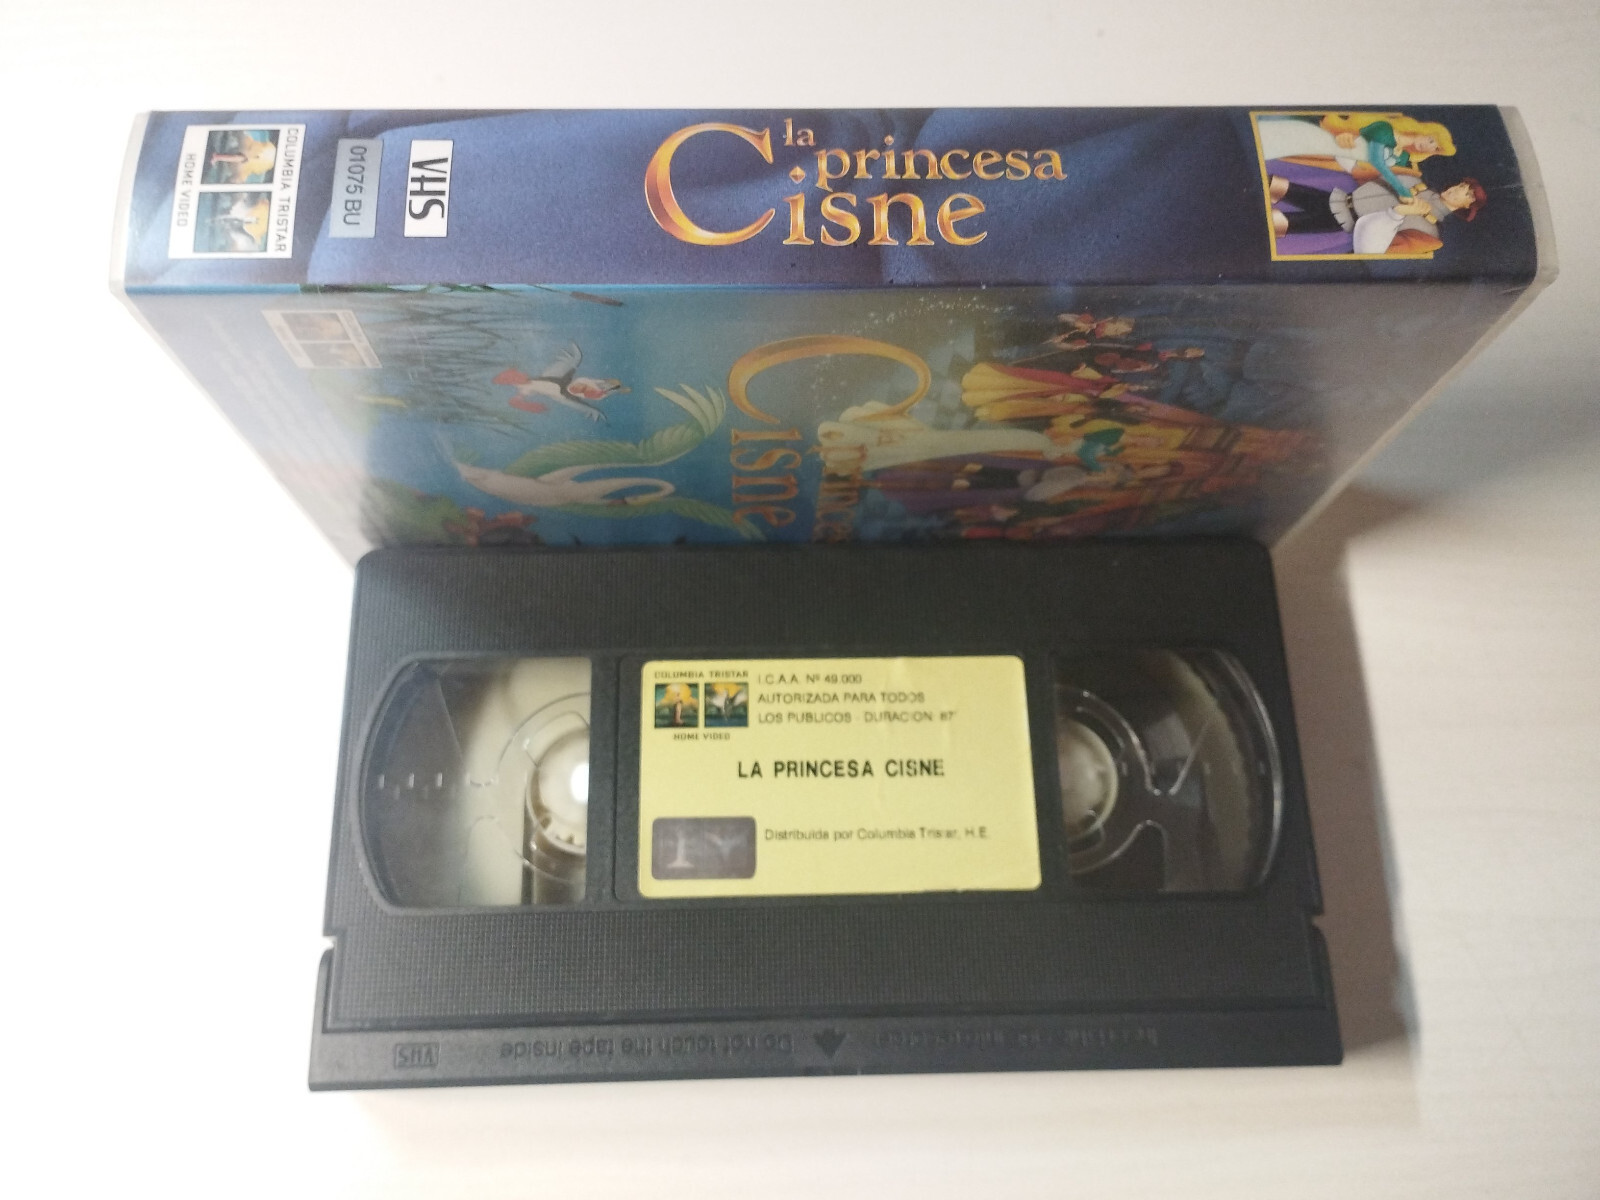 COLUMBIA TRISTAR
HOME VIDEO
01075 BU
VHS
la
princesa
Cisne
Cisne
COLUMBIA TRISTAR
HOME VIDEO
I.C.A.A. Nº 49.000
AUTORIZADA PARA TODOS
LOS PUBLICOS - DURACION: 87'
LA PRINCESA CISNE
Distribuida por Columbia Tristar, H.E.
VHS
Do not touch the tape inside